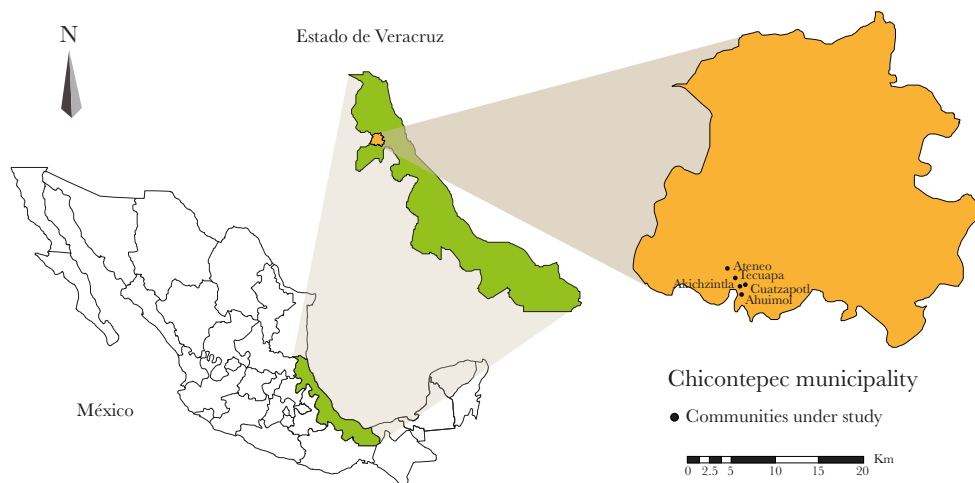 N
Estado de Veracruz
Ateneo
Tecuapa
Akichzintla
Cuatzapotl
Ahuimol
México
Chicontepec municipality
Communities under study
Km
0 2.5 5 10 15 20